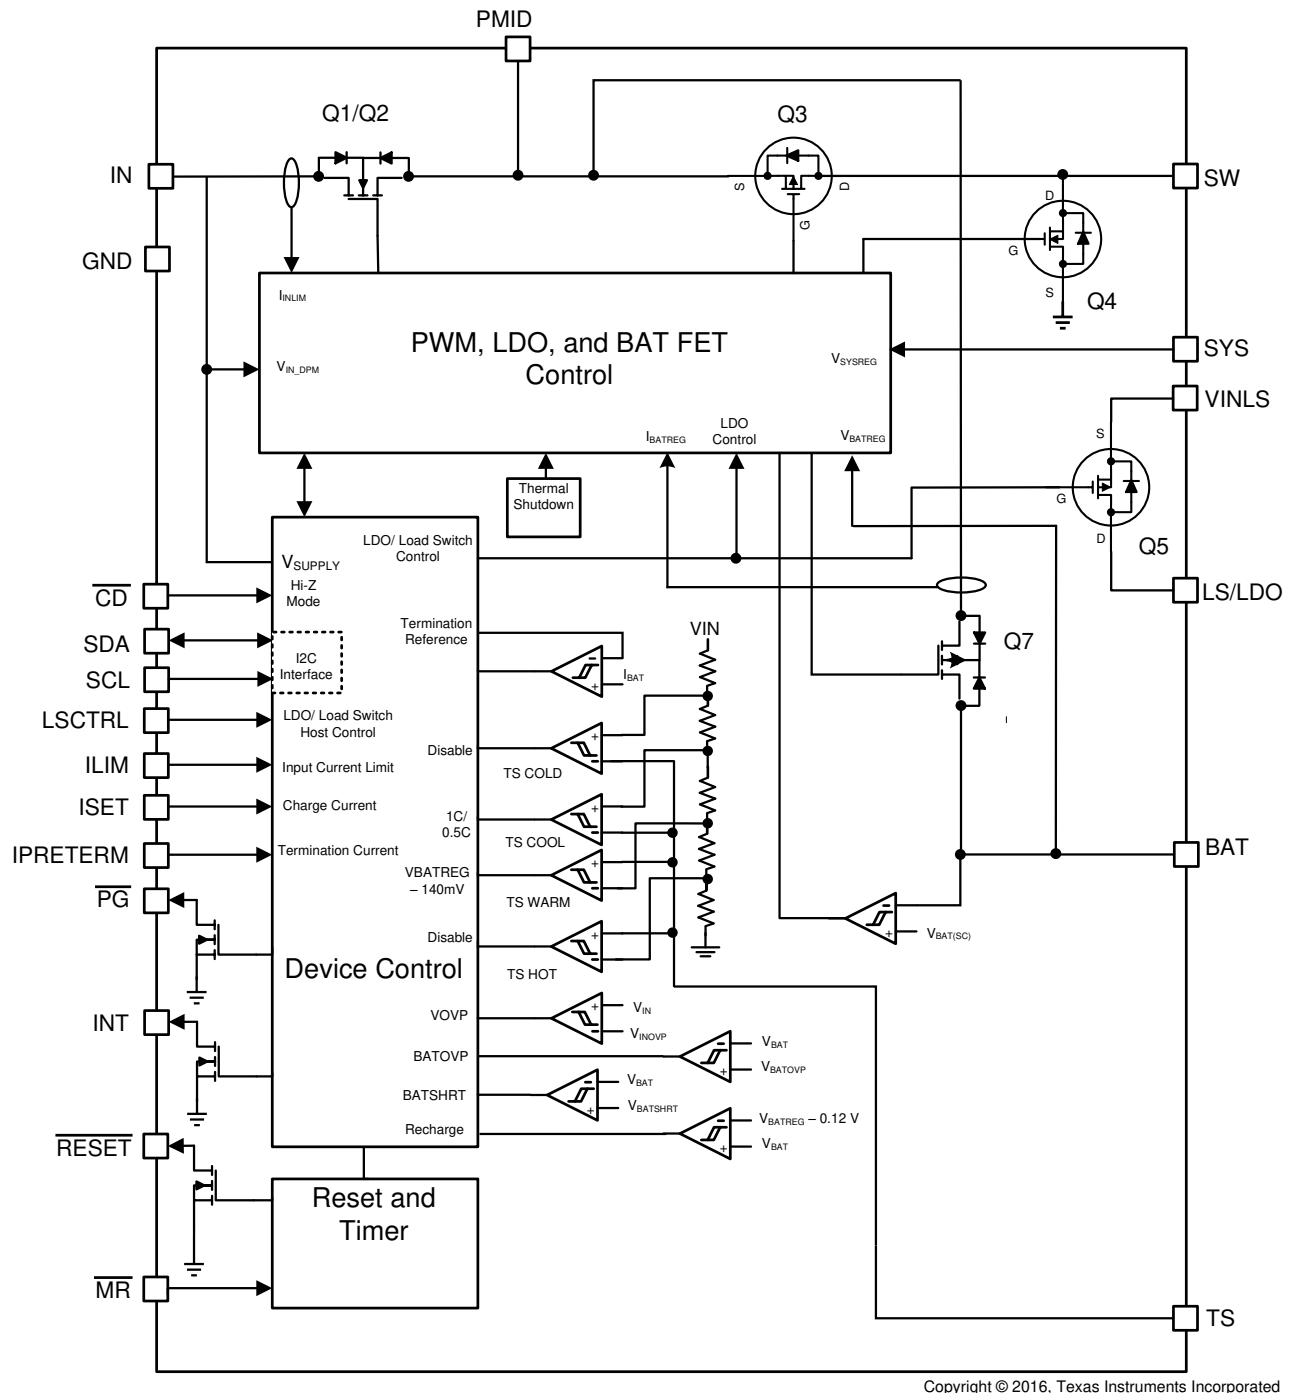 PMID
Q1/Q2
Q3
IN
S
D
G
SW
D
G
S
Q4
GND
I_INLIM
PWM, LDO, and BAT FET
Control
V_IN_DPM
V_SYSREG
SYS
VINLS
I_BATREG
LDO
Control
V_BATREG
S
G
D
Q5
Thermal
Shutdown
LDO/ Load Switch
Control
V_SUPPLY
Hi-Z
Mode
C̅D̅
LS/LDO
SDA
I2C
Interface
SCL
Termination
Reference
–
+
I_BAT
VIN
Q7
LSCTRL
LDO/ Load Switch
Host Control
Disable
+
–
TS COLD
ILIM
Input Current Limit
ISET
Charge Current
1C/
0.5C
+
–
TS COOL
IPRETERM
Termination Current
VBATREG
– 140mV
+
–
TS WARM
BAT
P̅G̅
–
+
V_BAT(SC)
Disable
+
–
TS HOT
Device Control
INT
VOVP
+
–
V_IN
V_INOVP
BATOVP
–
+
V_BAT
V_BATOVP
BATSHRT
–
+
V_BAT
V_BATSHRT
Recharge
–
+
V_BATREG – 0.12 V
V_BAT
R̅E̅S̅E̅T̅
Reset and
Timer
M̅R̅
TS
Copyright © 2016, Texas Instruments Incorporated